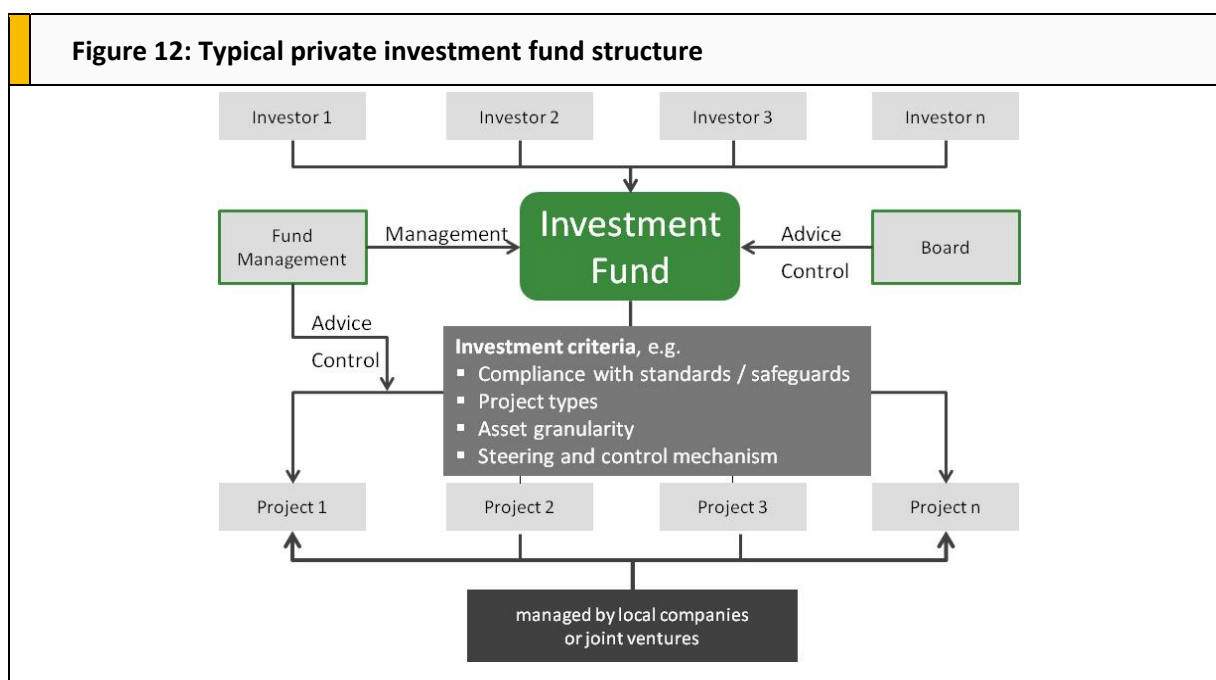 Figure 12: Typical private investment fund structure
Investor 1
Investor 2
Investor 3
Investor n
Fund
Management
Management
Investment
Fund
Advice
Control
Board
Advice
Control
Investment criteria, e.g.
▪ Compliance with standards / safeguards
▪ Project types
▪ Asset granularity
▪ Steering and control mechanism
Project 1
Project 2
Project 3
Project n
managed by local companies
or joint ventures